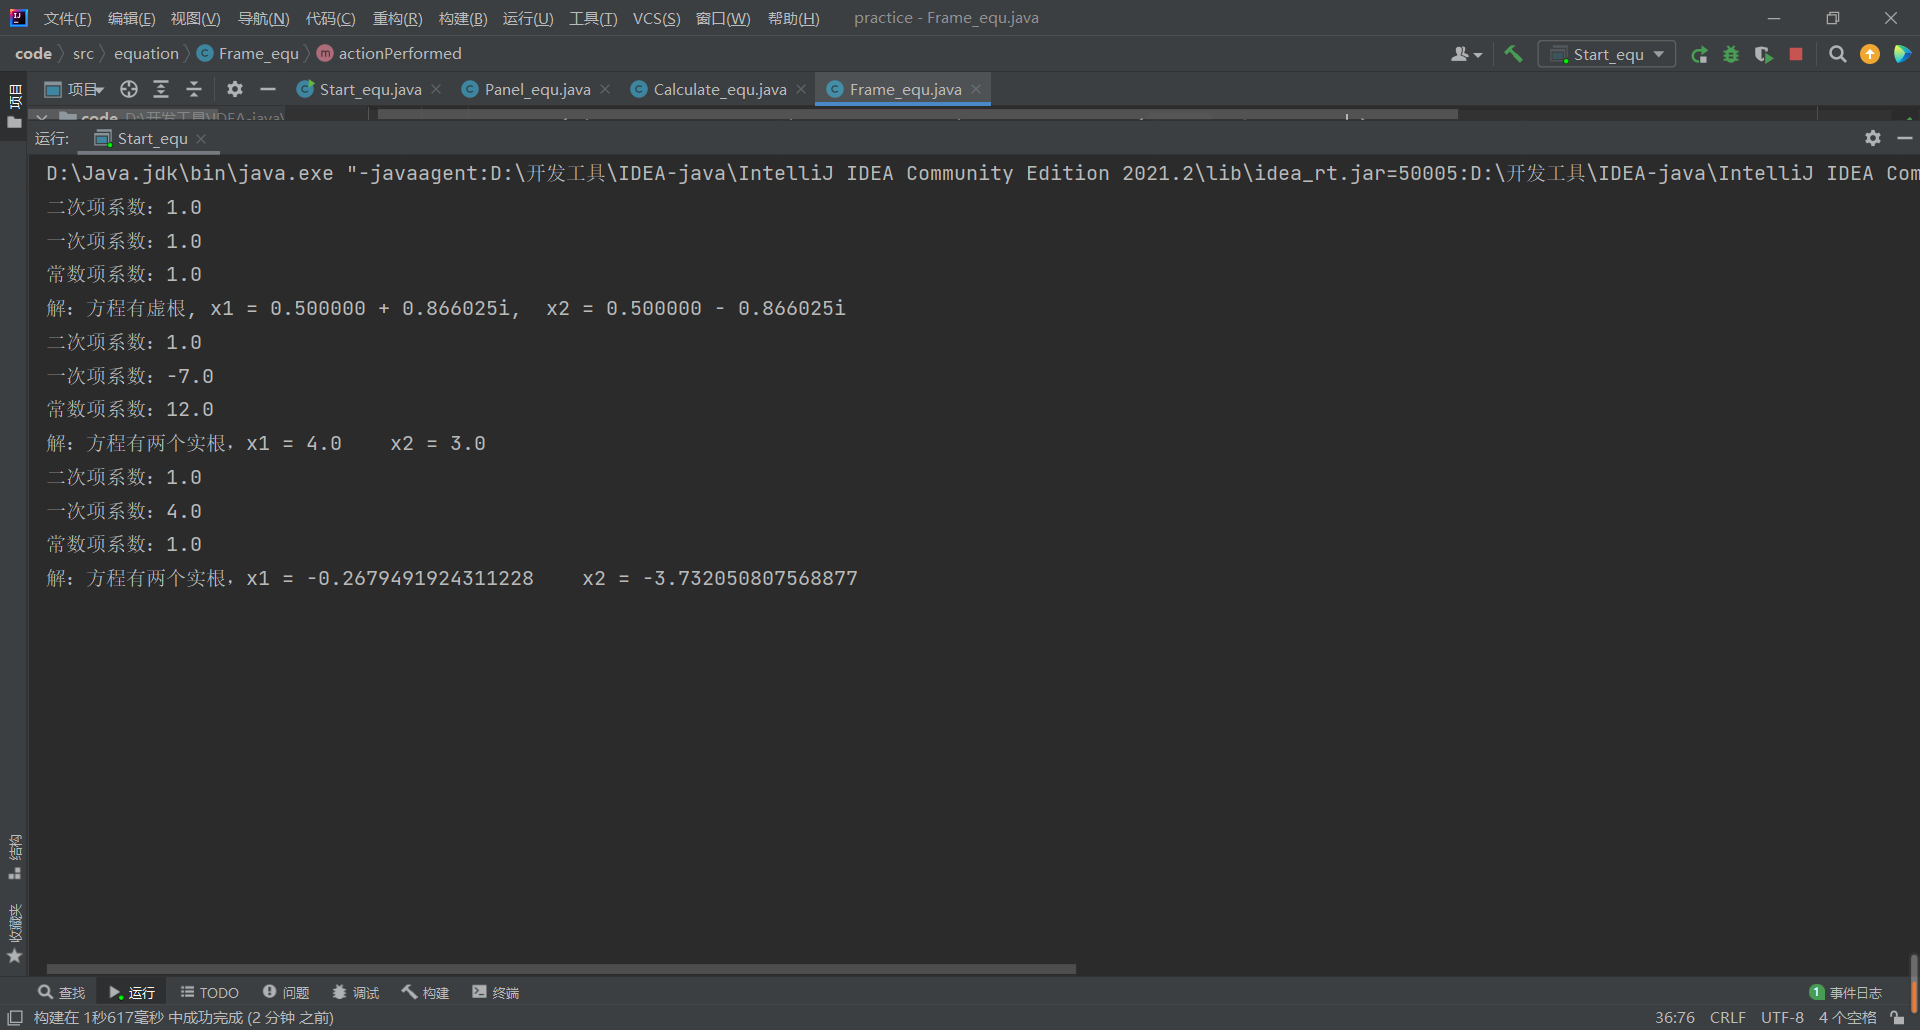 文件(F) 编辑(E) 视图(V) 导航(N) 代码(C) 重构(R) 构建(B) 运行(U) 工具(T) VCS(S) 窗口(W) 帮助(H) practice - Frame_equ.java
code src equation Frame_equ actionPerformed Start_equ
项目 项目 Start_equ.java Panel_equ.java Calculate_equ.java Frame_equ.java
code D:\开发工具\IDEA-java\
运行: Start_equ
D:\Java.jdk\bin\java.exe "-javaagent:D:\开发工具\IDEA-java\IntelliJ IDEA Community Edition 2021.2\lib\idea_rt.jar=50005:D:\开发工具\IDEA-java\IntelliJ IDEA Com
二次项系数：1.0
一次项系数：1.0
常数项系数：1.0
解：方程有虚根, x1 = 0.500000 + 0.866025i,  x2 = 0.500000 - 0.866025i
二次项系数：1.0
一次项系数：-7.0
常数项系数：12.0
解：方程有两个实根，x1 = 4.0    x2 = 3.0
二次项系数：1.0
一次项系数：4.0
常数项系数：1.0
解：方程有两个实根，x1 = -0.2679491924311228    x2 = -3.732050807568877
结构
收藏夹
查找 运行 TODO 问题 调试 构建 终端 1 事件日志
构建在 1秒617毫秒 中成功完成 (2 分钟 之前) 36:76 CRLF UTF-8 4 个空格